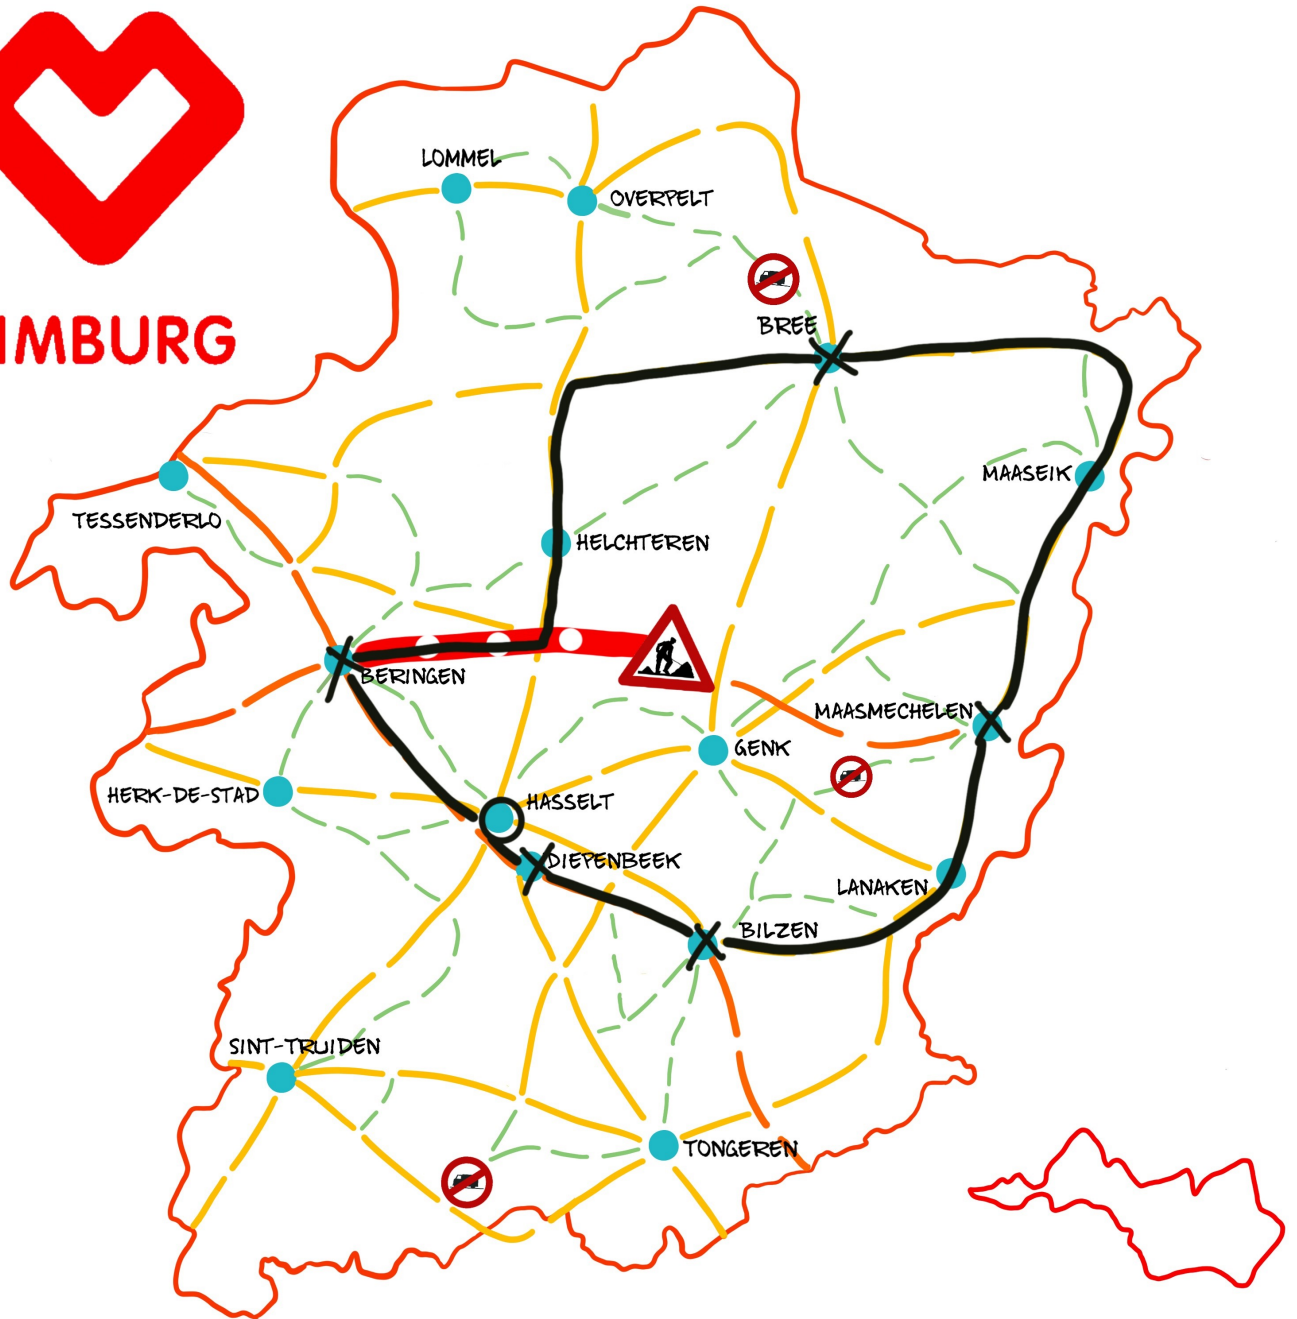 LOMMEL
OVERPELT
IMBURG
BREE
MAASEIK
TESSENDERLO
HELCHTEREN
BERINGEN
MAASMECHELEN
GENK
HERK-DE-STAD
HASSELT
DIEPENBEEK
LANAKEN
BILZEN
SINT-TRUIDEN
TONGEREN